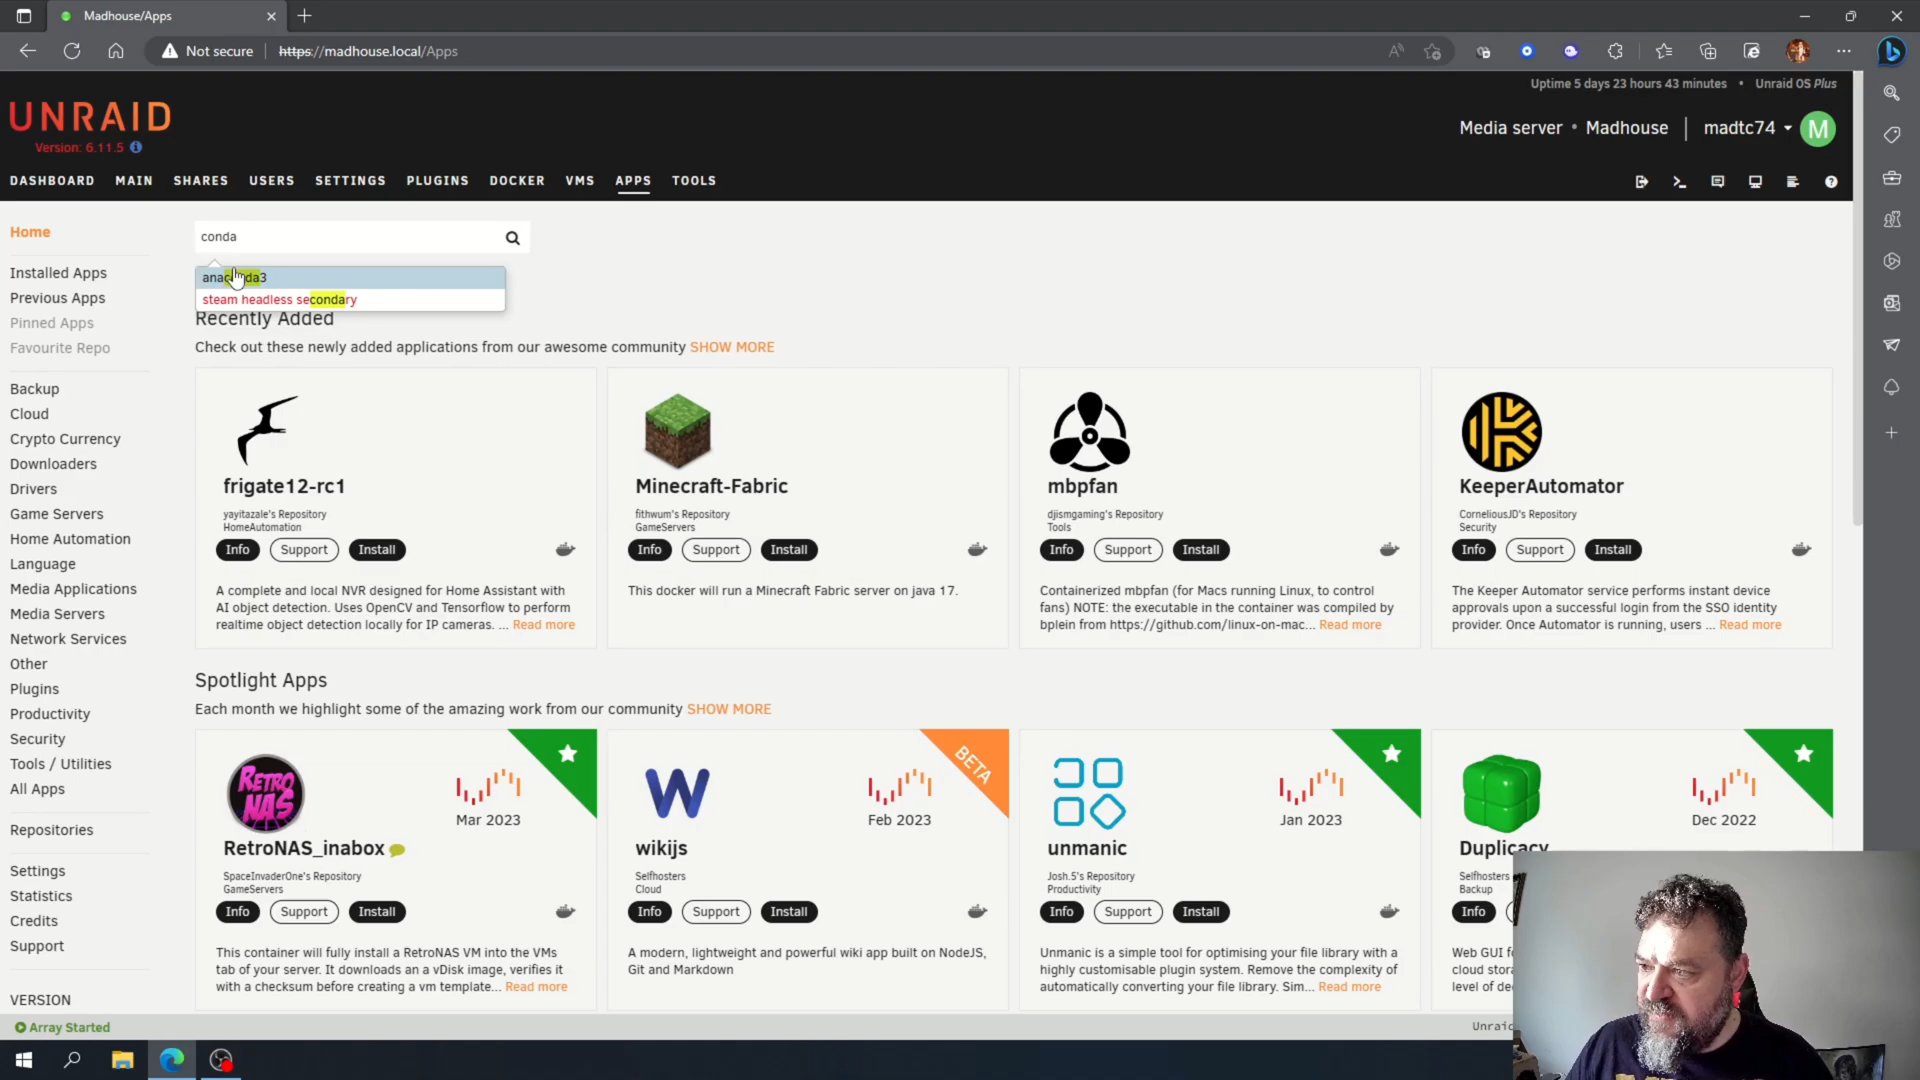 Madhouse/Apps
Not secure
https://madhouse.local/Apps
Uptime 5 days 23 hours 43 minutes • Unraid OS Plus
UNRAID
Version: 6.11.5
Media server • Madhouse
madtc74
M
DASHBOARD MAIN SHARES USERS SETTINGS PLUGINS DOCKER VMS APPS TOOLS
Home
Installed Apps
Previous Apps
Pinned Apps
Favourite Repo
Backup
Cloud
Crypto Currency
Downloaders
Drivers
Game Servers
Home Automation
Language
Media Applications
Media Servers
Network Services
Other
Plugins
Productivity
Security
Tools / Utilities
All Apps
Repositories
Settings
Statistics
Credits
Support
VERSION
conda
anaconda3
steam headless secondary
Recently Added
Check out these newly added applications from our awesome community SHOW MORE
frigate12-rc1
yayitazale's Repository
HomeAutomation
Info Support Install
A complete and local NVR designed for Home Assistant with
AI object detection. Uses OpenCV and Tensorflow to perform
realtime object detection locally for IP cameras. ... Read more
Minecraft-Fabric
fithwum's Repository
GameServers
Info Support Install
This docker will run a Minecraft Fabric server on java 17.
mbpfan
djismgaming's Repository
Tools
Info Support Install
Containerized mbpfan (for Macs running Linux, to control
fans) NOTE: the executable in the container was compiled by
bplein from https://github.com/linux-on-mac... Read more
KeeperAutomator
CorneliousJD's Repository
Security
Info Support Install
The Keeper Automator service performs instant device
approvals upon a successful login from the SSO identity
provider. Once Automator is running, users ... Read more
Spotlight Apps
Each month we highlight some of the amazing work from our community SHOW MORE
RETRO
NAS
Mar 2023
RetroNAS_inabox
SpaceInvaderOne's Repository
GameServers
Info Support Install
This container will fully install a RetroNAS VM into the VMs
tab of your server. It downloads an a vDisk image, verifies it
with a checksum before creating a vm template... Read more
BETA
Feb 2023
wikijs
Selfhosters
Cloud
Info Support Install
A modern, lightweight and powerful wiki app built on NodeJS,
Git and Markdown
Jan 2023
unmanic
Josh.5's Repository
Productivity
Info Support Install
Unmanic is a simple tool for optimising your file library with a
highly customisable plugin system. Remove the complexity of
automatically converting your file library. Sim... Read more
Dec 2022
Duplicacy
Selfhosters
Backup
Info
Web GUI f
cloud stor
level of de
Array Started
Unraid